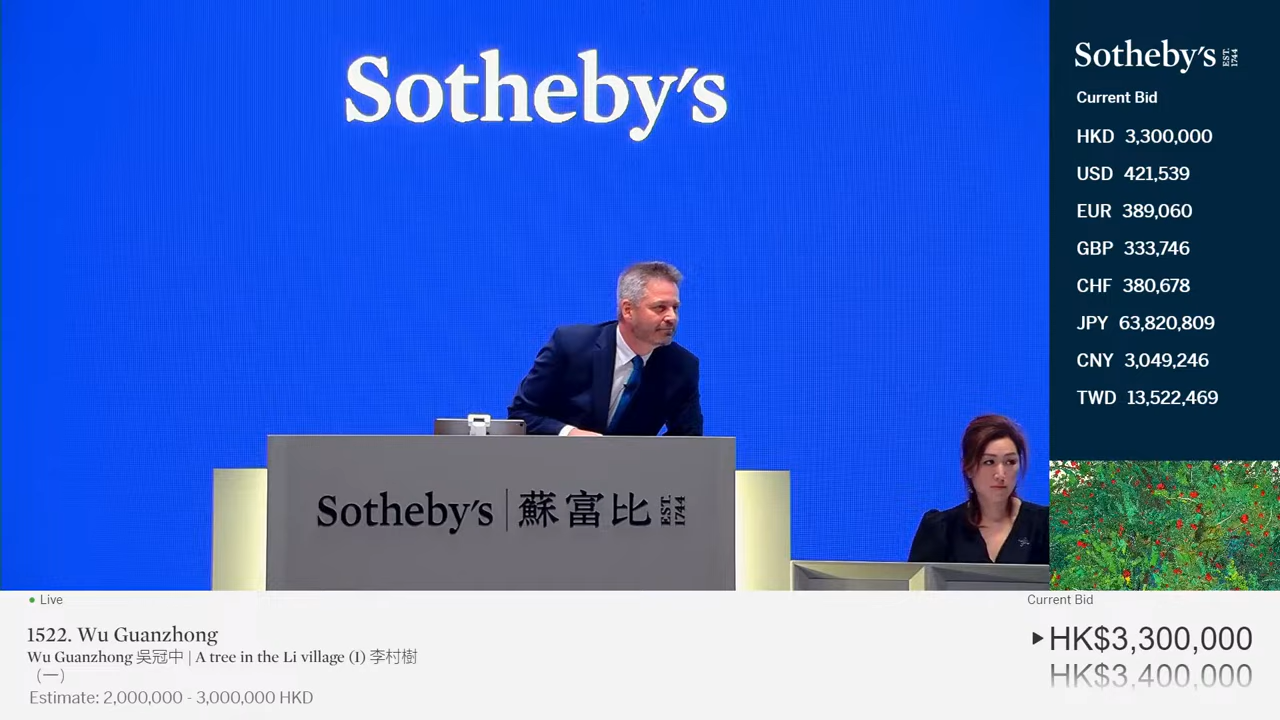 Sotheby's
Sotheby's EST. 1744
Current Bid
HKD 3,300,000
USD 421,539
EUR 389,060
GBP 333,746
CHF 380,678
JPY 63,820,809
CNY 3,049,246
TWD 13,522,469
Sotheby's | 蘇富比 EST. 1744
Live
1522. Wu Guanzhong
Wu Guanzhong 吳冠中 | A tree in the Li village (I) 李村樹
（一）
Estimate: 2,000,000 - 3,000,000 HKD
Current Bid
HK$3,300,000
HK$3,400,000